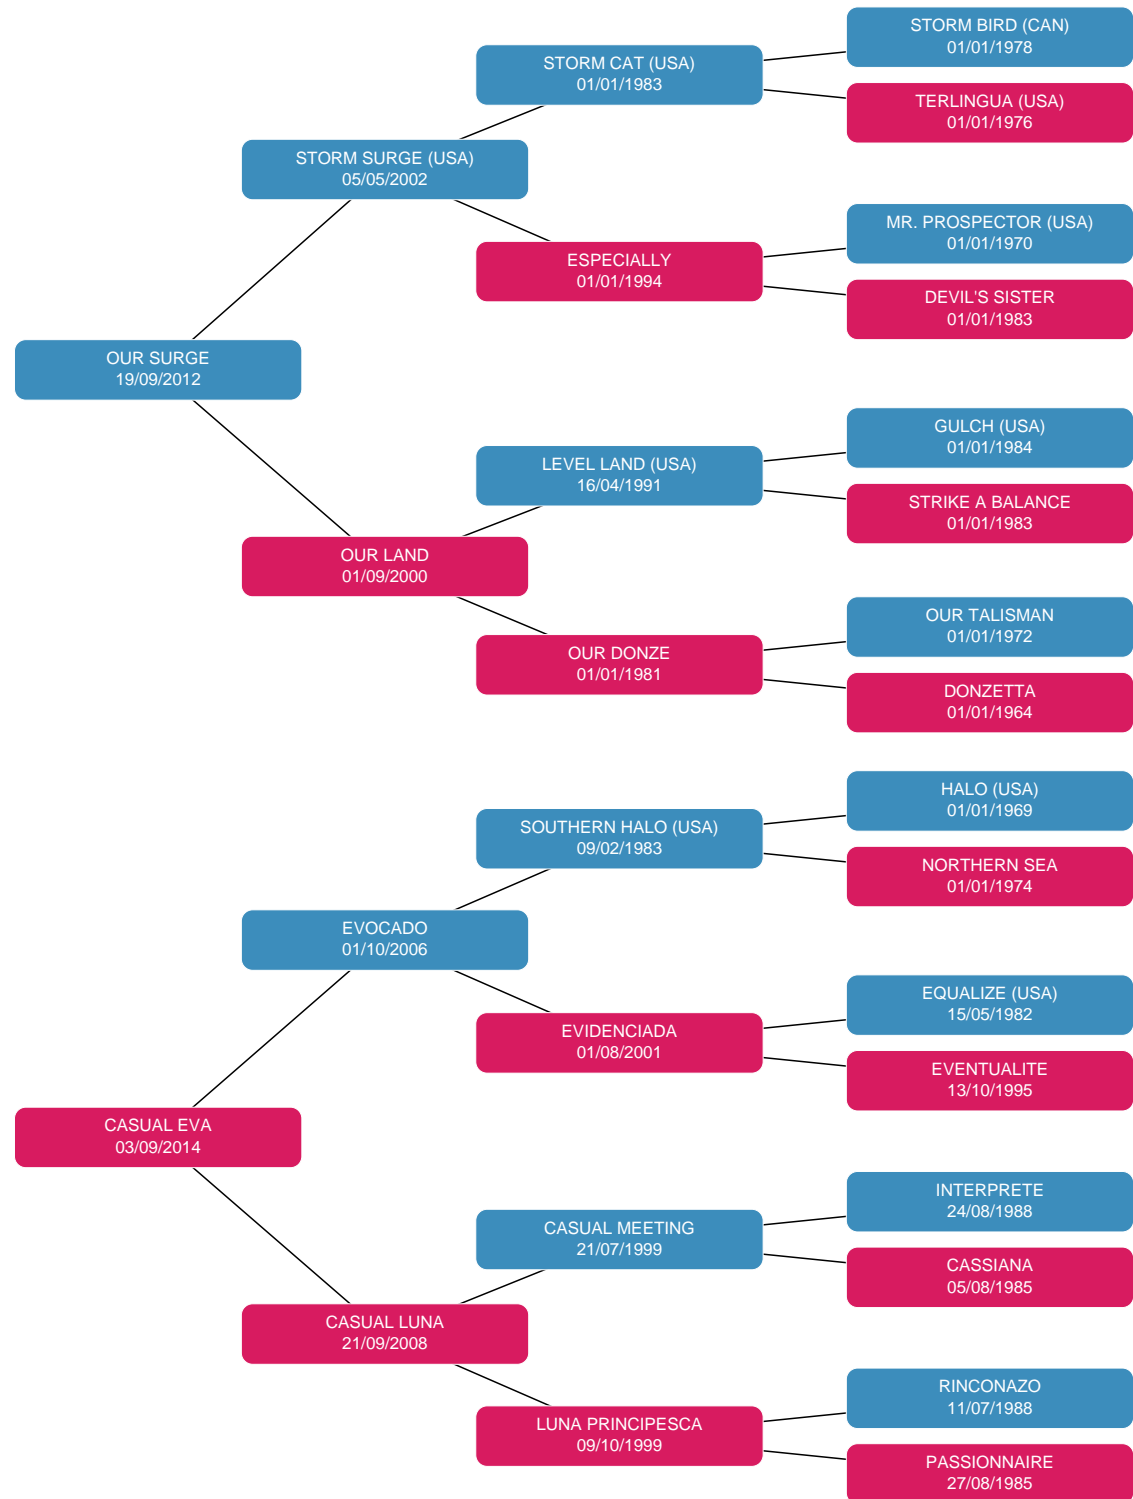 STORM BIRD (CAN)
01/01/1978
STORM CAT (USA)
01/01/1983
TERLINGUA (USA)
01/01/1976
STORM SURGE (USA)
05/05/2002
MR. PROSPECTOR (USA)
01/01/1970
ESPECIALLY
01/01/1994
DEVIL'S SISTER
01/01/1983
OUR SURGE
19/09/2012
GULCH (USA)
01/01/1984
LEVEL LAND (USA)
16/04/1991
STRIKE A BALANCE
01/01/1983
OUR LAND
01/09/2000
OUR TALISMAN
01/01/1972
OUR DONZE
01/01/1981
DONZETTA
01/01/1964
HALO (USA)
01/01/1969
SOUTHERN HALO (USA)
09/02/1983
NORTHERN SEA
01/01/1974
EVOCADO
01/10/2006
EQUALIZE (USA)
15/05/1982
EVIDENCIADA
01/08/2001
EVENTUALITE
13/10/1995
CASUAL EVA
03/09/2014
INTERPRETE
24/08/1988
CASUAL MEETING
21/07/1999
CASSIANA
05/08/1985
CASUAL LUNA
21/09/2008
RINCONAZO
11/07/1988
LUNA PRINCIPESCA
09/10/1999
PASSIONNAIRE
27/08/1985